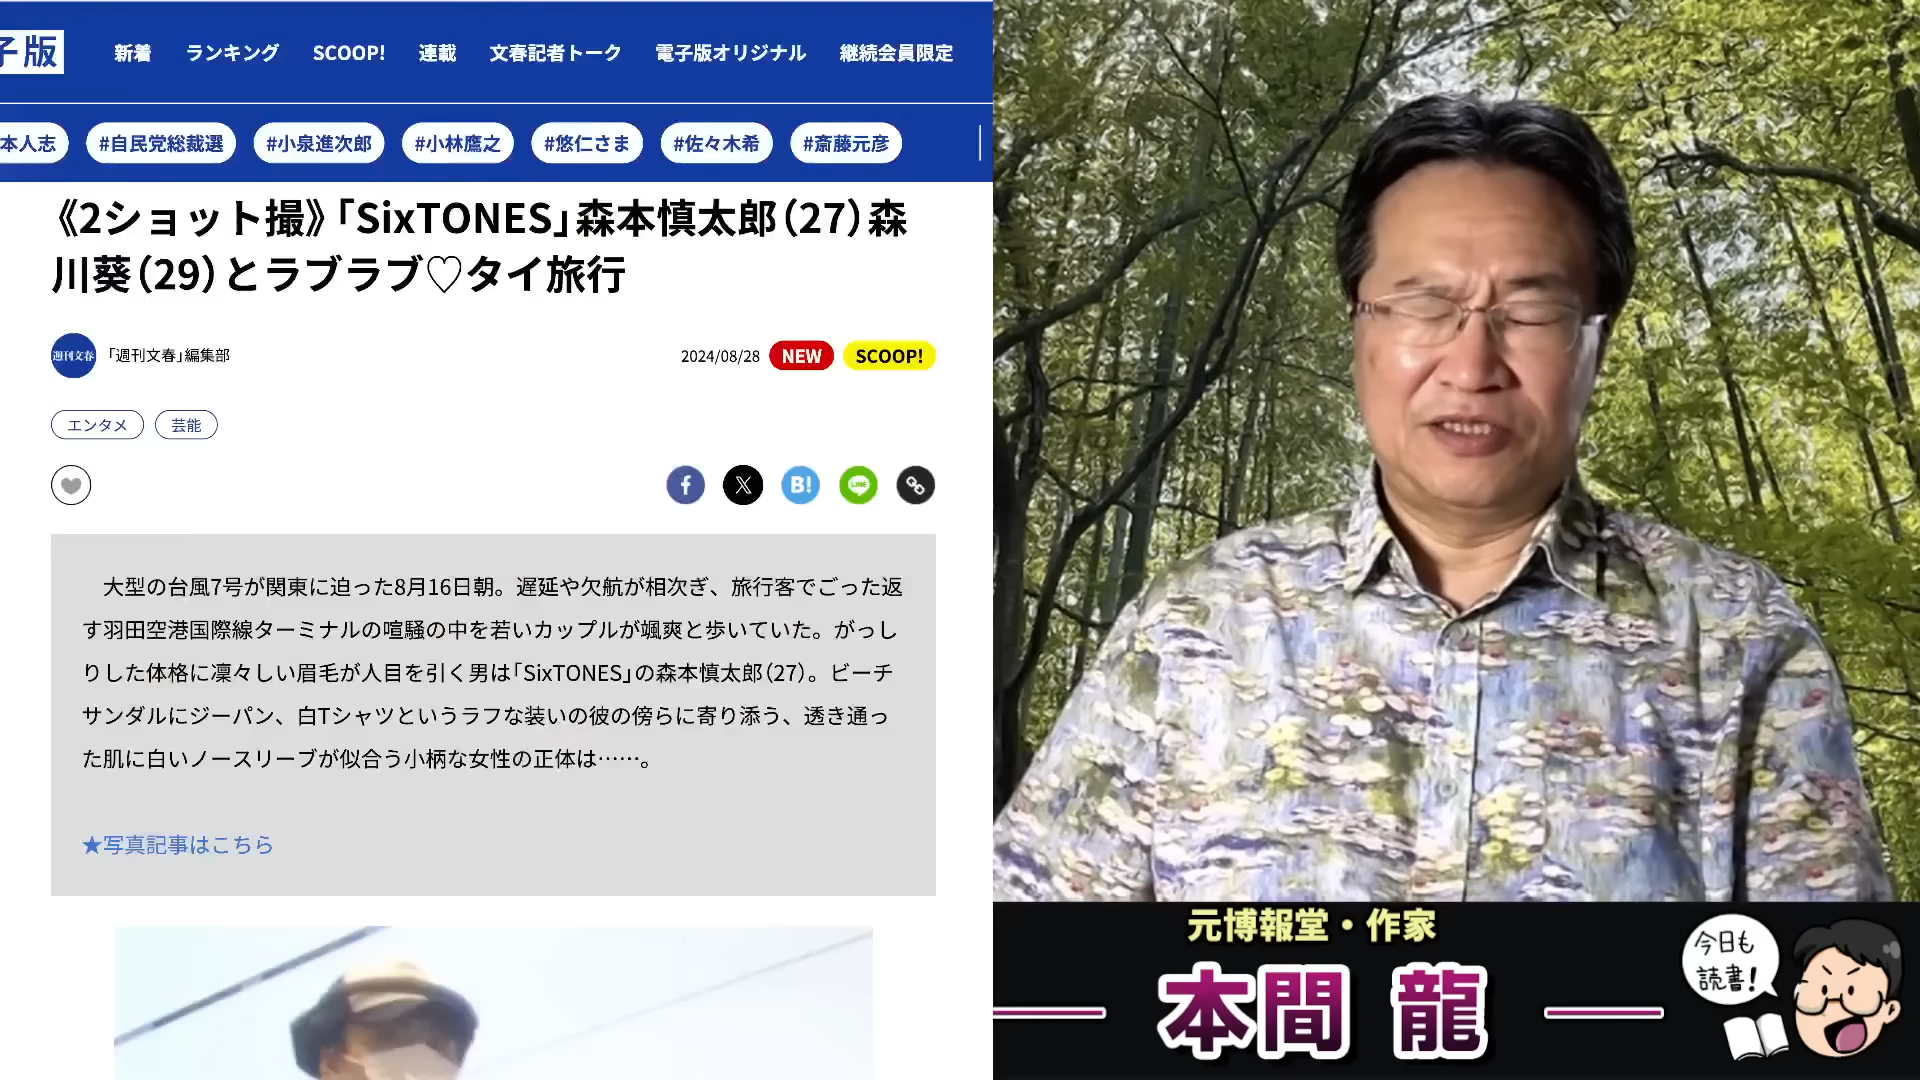 子版
新着 ランキング SCOOP! 連載 文春記者トーク 電子版オリジナル 継続会員限定
本人志 #自民党総裁選 #小泉進次郎 #小林鷹之 #悠仁さま #佐々木希 #斎藤元彦
《2ショット撮》「SixTONES」森本慎太郎（27）森
川葵（29）とラブラブ♡タイ旅行
週刊文春 「週刊文春」編集部 2024/08/28 NEW SCOOP!
エンタメ 芸能
f X B! LINE
大型の台風7号が関東に迫った8月16日朝。遅延や欠航が相次ぎ、旅行客でごった返
す羽田空港国際線ターミナルの喧騒の中を若いカップルが颯爽と歩いていた。がっし
りした体格に凛々しい眉毛が人目を引く男は「SixTONES」の森本慎太郎（27）。ビーチ
サンダルにジーパン、白Tシャツというラフな装いの彼の傍らに寄り添う、透き通っ
た肌に白いノースリーブが似合う小柄な女性の正体は……。
★写真記事はこちら
元博報堂・作家
本間 龍
今日も
読書!